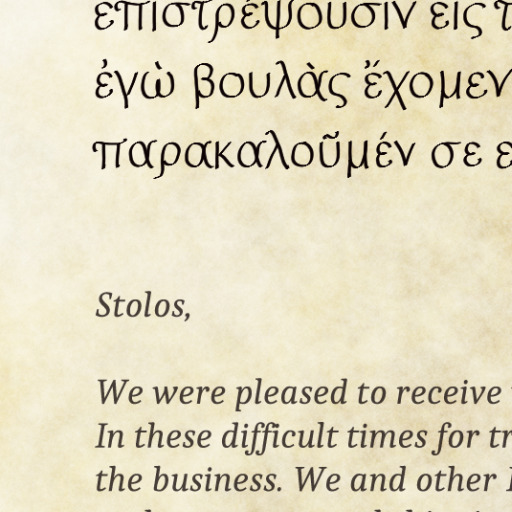 ἐπιστρέψουσιν εἰς
ἐγὼ βουλὰς ἔχομεν
παρακαλοῦμέν σε
Stolos,
We were pleased to receive
In these difficult times for
the business. We and other